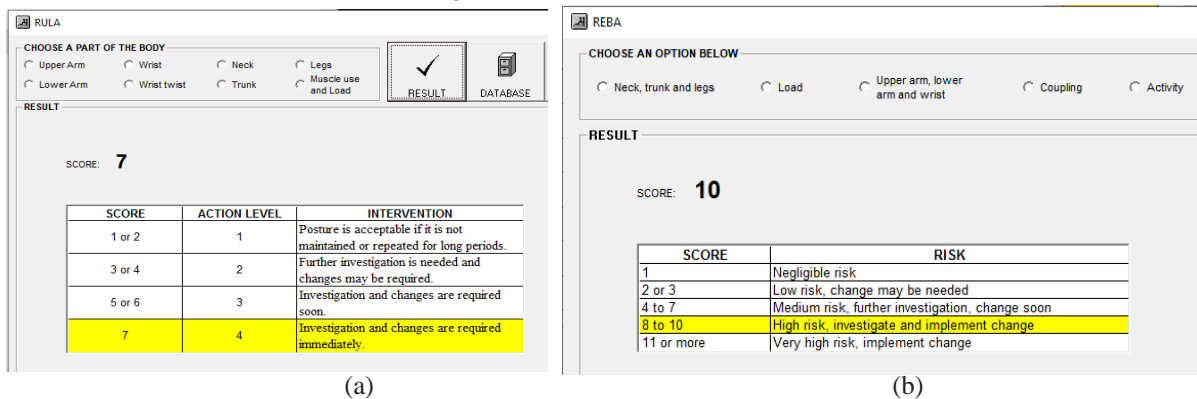 RULA
CHOOSE A PART OF THE BODY
Upper Arm Wrist Neck Legs
Lower Arm Wrist twist Trunk Muscle use and Load
RESULT DATABASE
RESULT
SCORE: 7
SCORE ACTION LEVEL INTERVENTION
1 or 2 1 Posture is acceptable if it is not
maintained or repeated for long periods.
3 or 4 2 Further investigation is needed and
changes may be required.
5 or 6 3 Investigation and changes are required
soon.
7 4 Investigation and changes are required
immediately.
(a)
REBA
CHOOSE AN OPTION BELOW
Neck, trunk and legs Load Upper arm, lower arm and wrist Coupling Activity
RESULT
SCORE: 10
SCORE RISK
1 Negligible risk
2 or 3 Low risk, change may be needed
4 to 7 Medium risk, further investigation, change soon
8 to 10 High risk, investigate and implement change
11 or more Very high risk, implement change
(b)